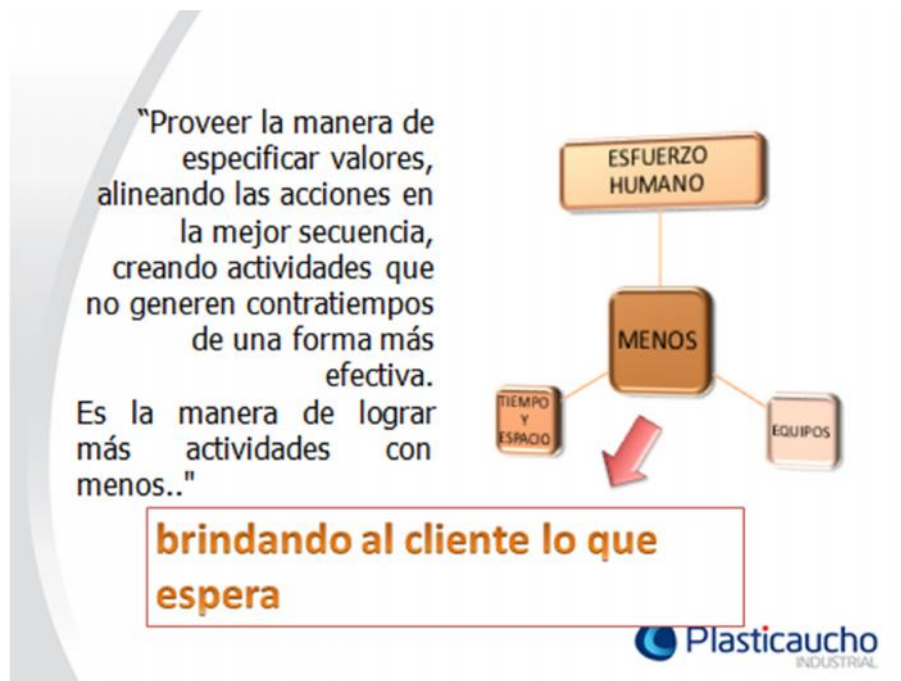 “Proveer la manera de
especificar valores,
alineando las acciones en
la mejor secuencia,
creando actividades que
no generen contratiempos
de una forma más
efectiva.
Es la manera de lograr
más actividades con
menos.."
ESFUERZO
HUMANO
MENOS
TIEMPO
Y
ESPACIO
EQUIPOS
brindando al cliente lo que
espera
Plasticaucho
INDUSTRIAL